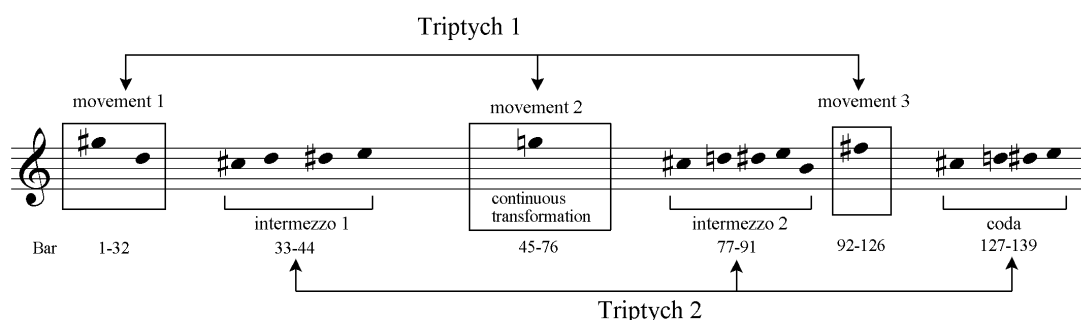 Triptych 1
movement 1
movement 2
movement 3
continuous
transformation
intermezzo 1
intermezzo 2
coda
Bar 1-32 33-44 45-76 77-91 92-126 127-139
Triptych 2